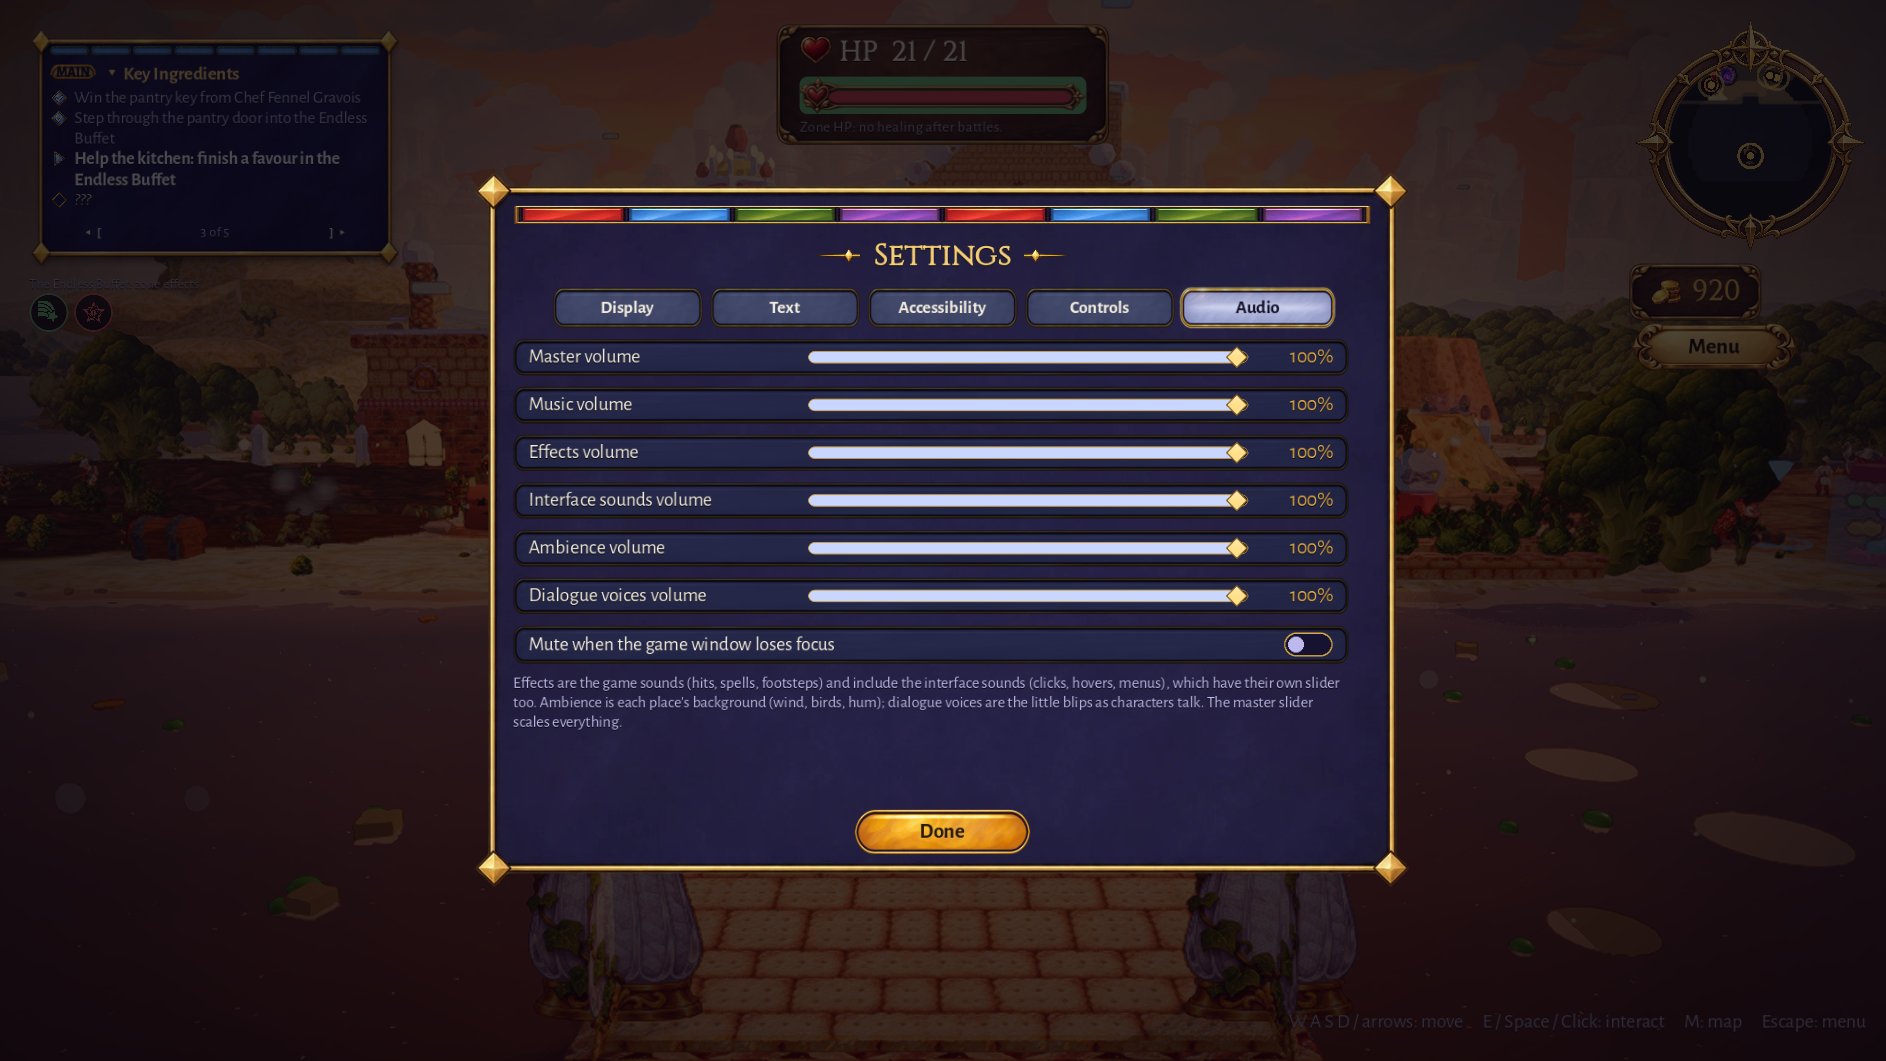 MAIN ▾ Key Ingredients
Win the pantry key from Chef Fennel Gravois
Step through the pantry door into the Endless
Buffet
Help the kitchen: finish a favour in the
Endless Buffet
???
[ 3 of 5 ]
The Endless Buffet: zone effects
HP 21 / 21
Zone HP: no healing after battles.
920
Menu
Settings
Display Text Accessibility Controls Audio
Master volume 100%
Music volume 100%
Effects volume 100%
Interface sounds volume 100%
Ambience volume 100%
Dialogue voices volume 100%
Mute when the game window loses focus
Effects are the game sounds (hits, spells, footsteps) and include the interface sounds (clicks, hovers, menus), which have their own slider
too. Ambience is each place's background (wind, birds, hum); dialogue voices are the little blips as characters talk. The master slider
scales everything.
Done
W A S D / arrows: move E / Space / Click: interact M: map Escape: menu